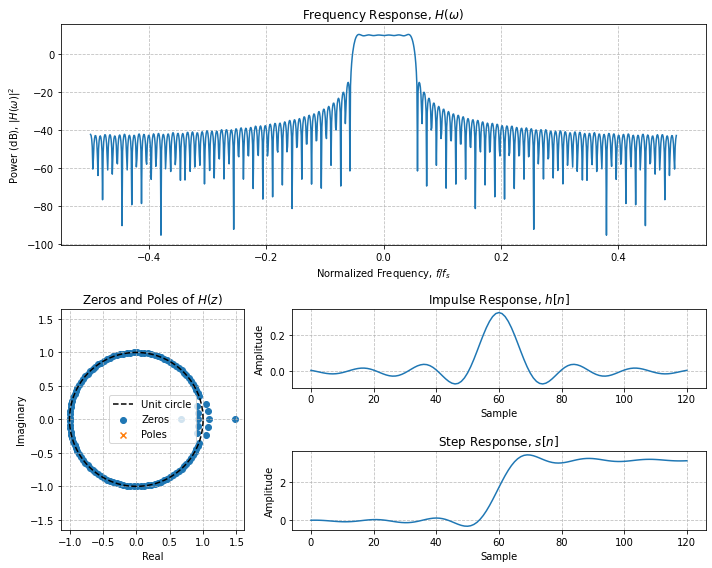 Frequency Response, H(ω)
Power (dB), |H(ω)|²
0
−20
−40
−60
−80
−100
−0.4
−0.2
0.0
0.2
0.4
Normalized Frequency, f/fₛ
Zeros and Poles of H(z)
Imaginary
1.5
1.0
0.5
0.0
−0.5
−1.0
−1.5
Unit circle
Zeros
Poles
−1.0
−0.5
0.0
0.5
1.0
1.5
Real
Impulse Response, h[n]
Amplitude
0.2
0.0
0
20
40
60
80
100
120
Sample
Step Response, s[n]
Amplitude
2
0
0
20
40
60
80
100
120
Sample